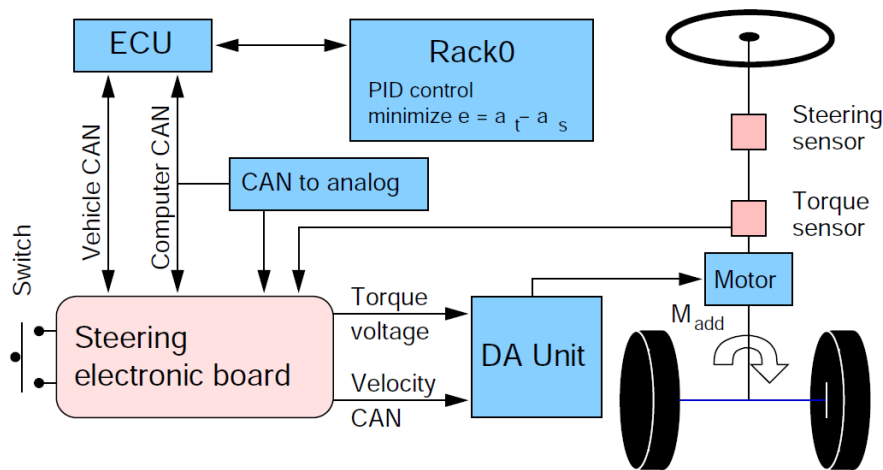 ECU
Rack0
PID control
minimize e = a t − a s
Steering
sensor
Vehicle CAN
Computer CAN
CAN to analog
Torque
sensor
Switch
Motor
Steering
electronic board
Torque
voltage
Velocity
CAN
DA Unit
M add